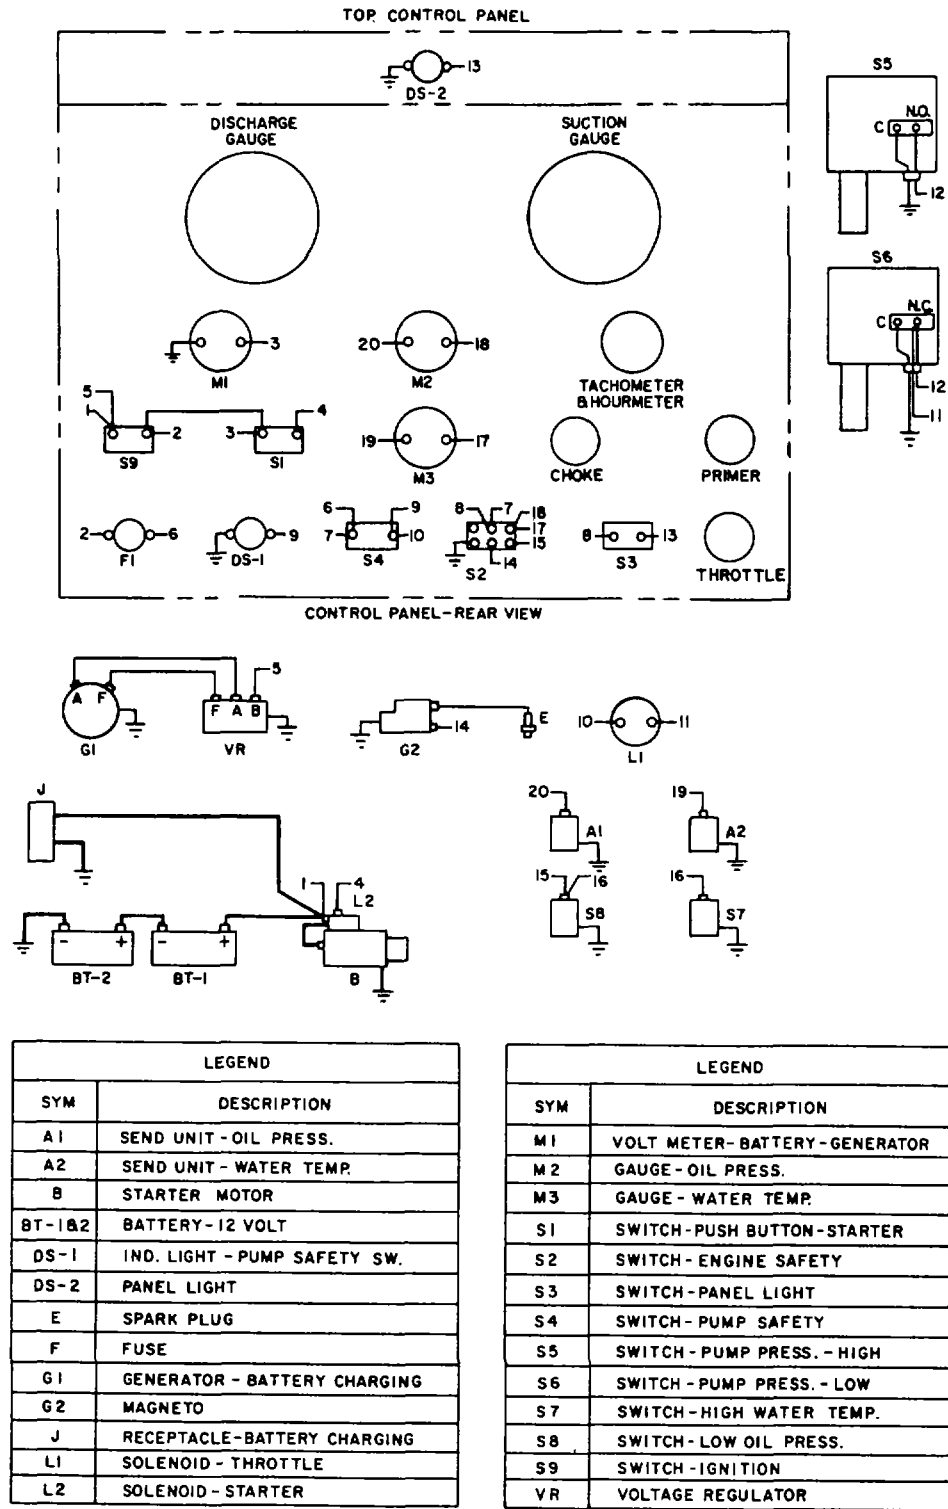 TOP CONTROL PANEL
13
DS-2
S5
DISCHARGE
GAUGE
SUCTION
GAUGE
C
N.O.
12
S6
3
M1
20
18
M2
TACHOMETER
& HOURMETER
C
N.C.
12
11
5
1
2
S9
3
4
S1
19
17
M3
CHOKE
PRIMER
2
6
F1
9
DS-1
6
9
7
10
S4
8
7
18
17
15
14
S2
8
13
S3
THROTTLE
CONTROL PANEL-REAR VIEW
A F
G1
5
F A B
VR
14
G2
E
10
11
L1
J
20
A1
19
A2
1
4
L2
15
16
S8
16
S7
- +
BT-2
- +
BT-1
B
LEGEND
SYM DESCRIPTION
A1 SEND UNIT - OIL PRESS.
A2 SEND UNIT - WATER TEMP.
B STARTER MOTOR
BT-1&2 BATTERY - 12 VOLT
DS-1 IND. LIGHT - PUMP SAFETY SW.
DS-2 PANEL LIGHT
E SPARK PLUG
F FUSE
G1 GENERATOR - BATTERY CHARGING
G2 MAGNETO
J RECEPTACLE-BATTERY CHARGING
L1 SOLENOID - THROTTLE
L2 SOLENOID - STARTER
LEGEND
SYM DESCRIPTION
M1 VOLT METER-BATTERY-GENERATOR
M2 GAUGE-OIL PRESS.
M3 GAUGE - WATER TEMP.
S1 SWITCH-PUSH BUTTON-STARTER
S2 SWITCH-ENGINE SAFETY
S3 SWITCH-PANEL LIGHT
S4 SWITCH-PUMP SAFETY
S5 SWITCH-PUMP PRESS. - HIGH
S6 SWITCH-PUMP PRESS. - LOW
S7 SWITCH-HIGH WATER TEMP.
S8 SWITCH-LOW OIL PRESS.
S9 SWITCH-IGNITION
VR VOLTAGE REGULATOR